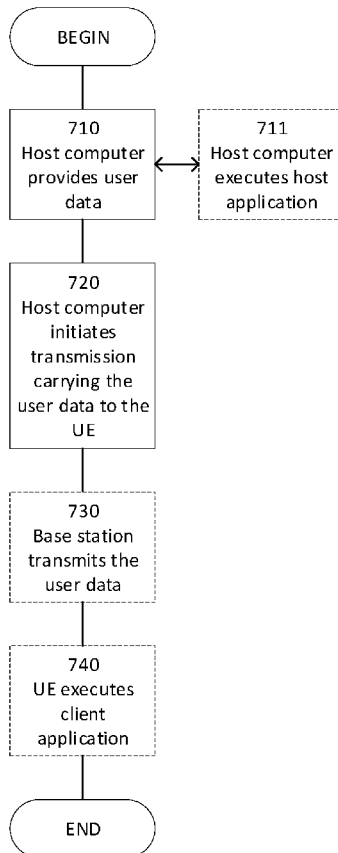 BEGIN
710
Host computer
provides user
data
711
Host computer
executes host
application
720
Host computer
initiates
transmission
carrying the
user data to the
UE
730
Base station
transmits the
user data
740
UE executes
client
application
END